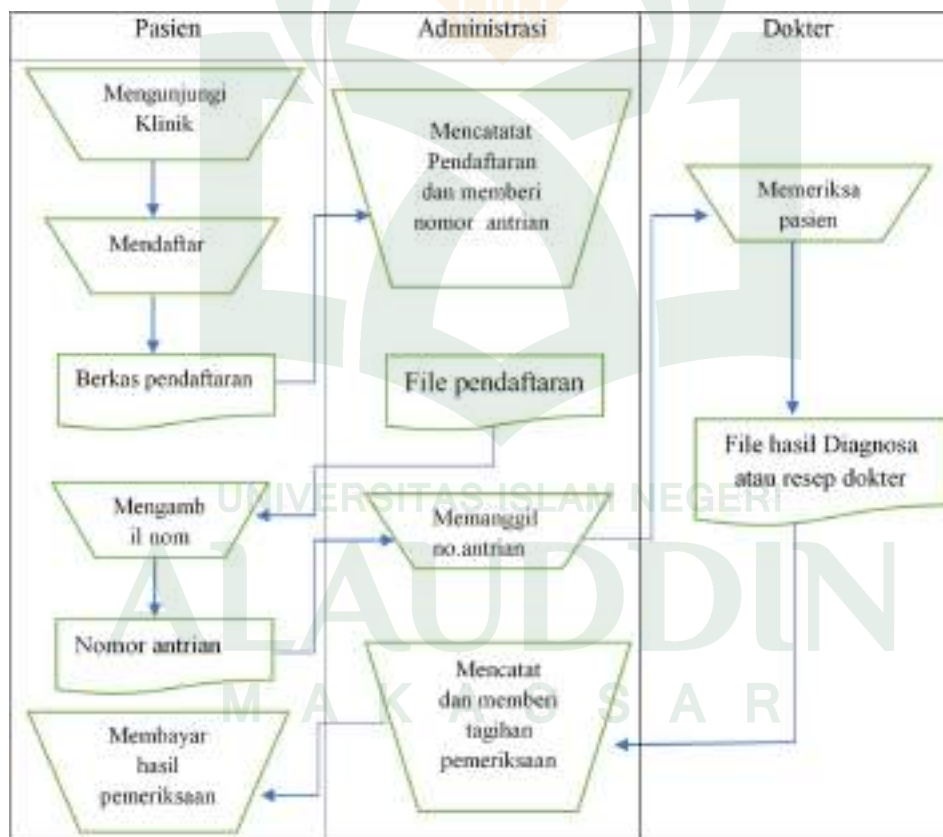 Pasien
Administrasi
Dokter
Mengunjungi
Klinik
Mendaftar
Berkas pendaftaran
Mengamb
il nom
Nomor antrian
Membayar
hasil
pemeriksaan
Mencatatat
Pendaftaran
dan memberi
nomor antrian
File pendaftaran
Memanggil
no.antrian
Mencatat
dan memberi
tagihan
pemeriksaan
Memeriksa
pasien
File hasil Diagnosa
atau resep dokter
UNIVERSITAS ISLAM NEGERI
ALAUDDIN
MAKASSAR